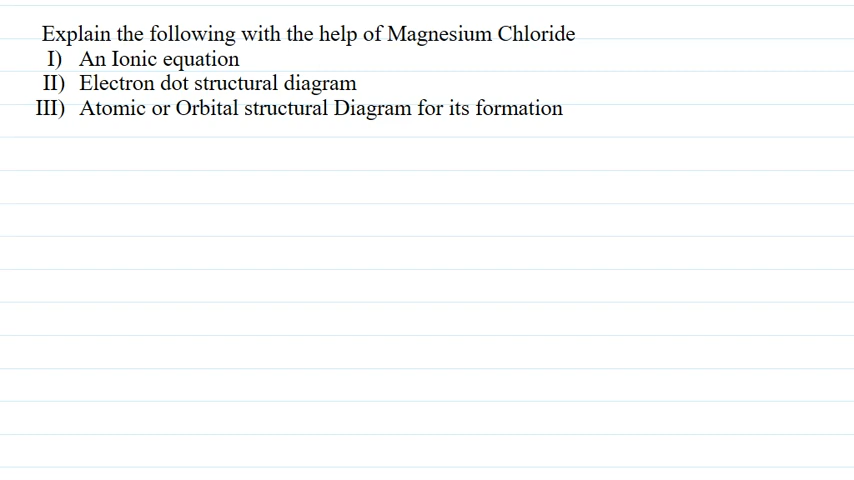 Explain the following with the help of Magnesium Chloride
I) An Ionic equation
II) Electron dot structural diagram
III) Atomic or Orbital structural Diagram for its formation